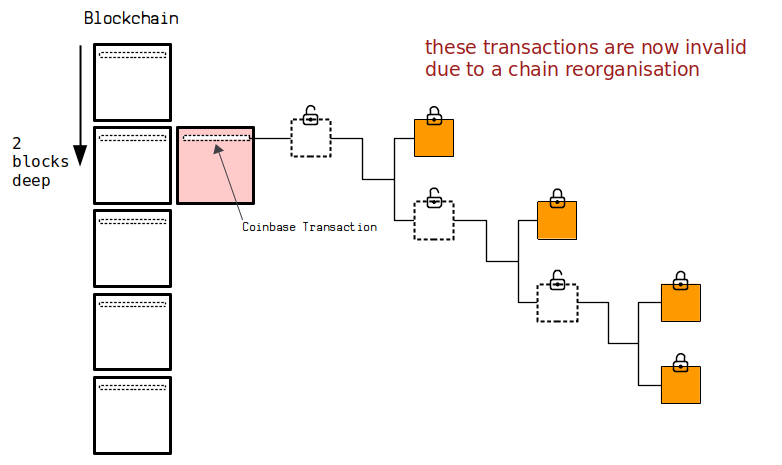 Blockchain
these transactions are now invalid
due to a chain reorganisation
2
blocks
deep
Coinbase Transaction